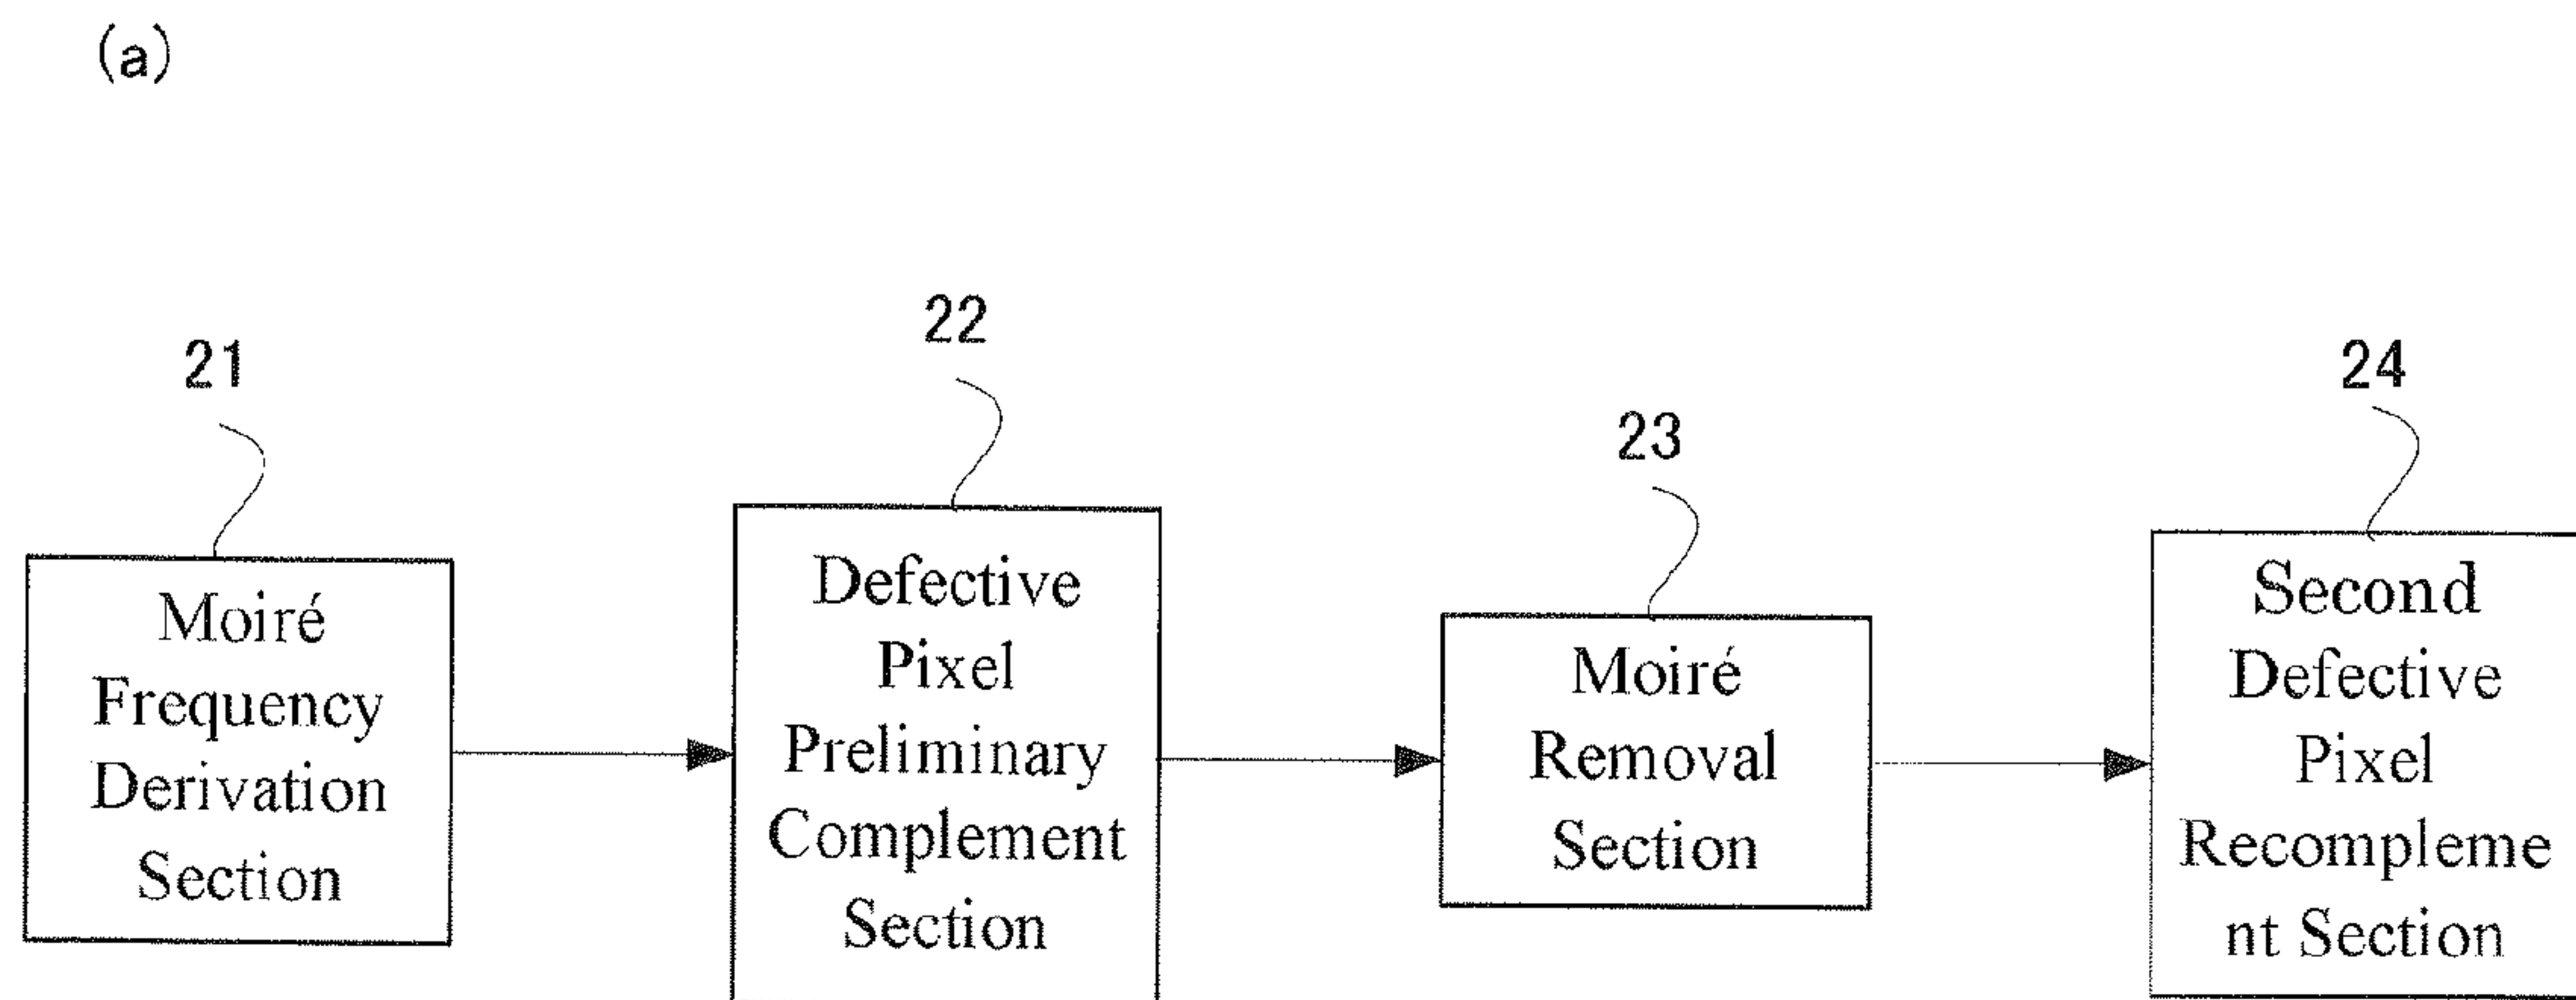 (a)
21
Moiré
Frequency
Derivation
Section
22
Defective
Pixel
Preliminary
Complement
Section
23
Moiré
Removal
Section
24
Second
Defective
Pixel
Recompleme
nt Section